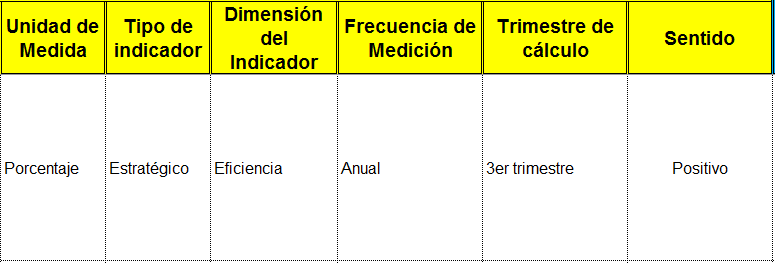 Unidad de
Medida
Tipo de
indicador
Dimensión
del
Indicador
Frecuencia de
Medición
Trimestre de
cálculo
Sentido
Porcentaje
Estratégico
Eficiencia
Anual
3er trimestre
Positivo